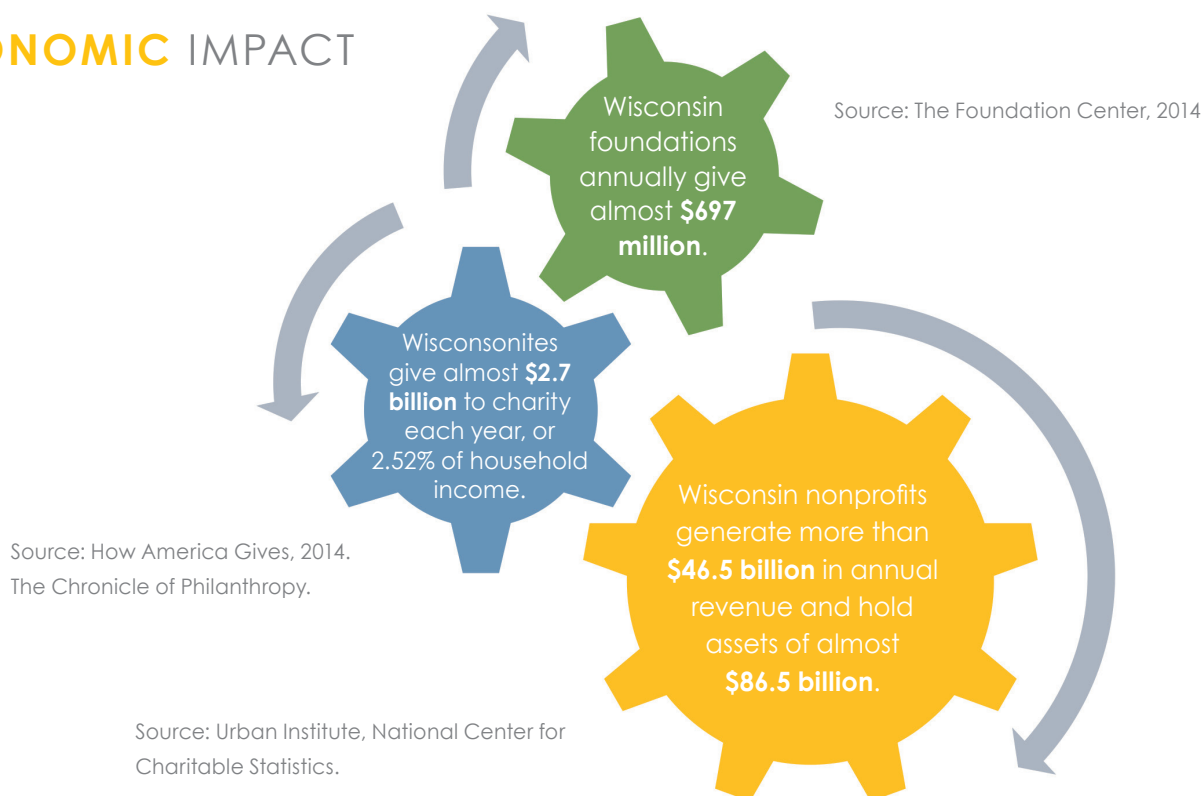 ONOMIC IMPACT
Wisconsin
foundations
annually give
almost $697
million.
Source: The Foundation Center, 2014
Wisconsonites
give almost $2.7
billion to charity
each year, or
2.52% of household
income.
Source: How America Gives, 2014.
The Chronicle of Philanthropy.
Wisconsin nonprofits
generate more than
$46.5 billion in annual
revenue and hold
assets of almost
$86.5 billion.
Source: Urban Institute, National Center for
Charitable Statistics.